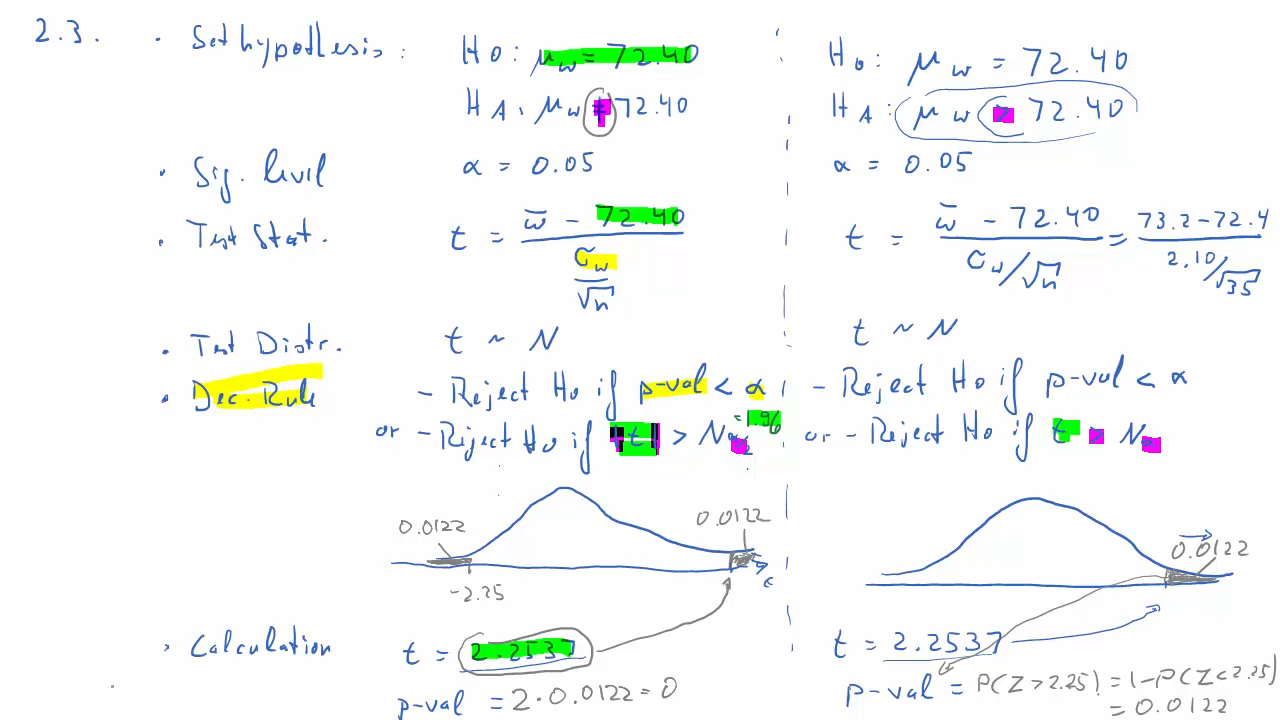 2.3. · Set hypothesis: H0: μw = 72.40 H0: μw = 72.40
HA: μw ≠ 72.40 HA: μw > 72.40
· Sig. level α = 0.05 α = 0.05
· Test Stat. t = (w̄ - 72.40) / (σw/√n) t = (w̄ - 72.40) / (σw/√n) = (73.2 - 72.4) / (2.10/√35)
· Test Distr. t ~ N t ~ N
· Dec. Rule - Reject H0 if p-val < α - Reject H0 if p-val < α
or - Reject H0 if |t| > Nα/2 = 1.96 or - Reject H0 if t > Nα
0.0122 0.0122 0.0122
-2.25 t
· Calculation t = 2.2537 t = 2.2537
p-val = 2·0.0122 = 0 p-val = P(Z > 2.25) = 1 - P(Z < 2.25)
= 0.0122